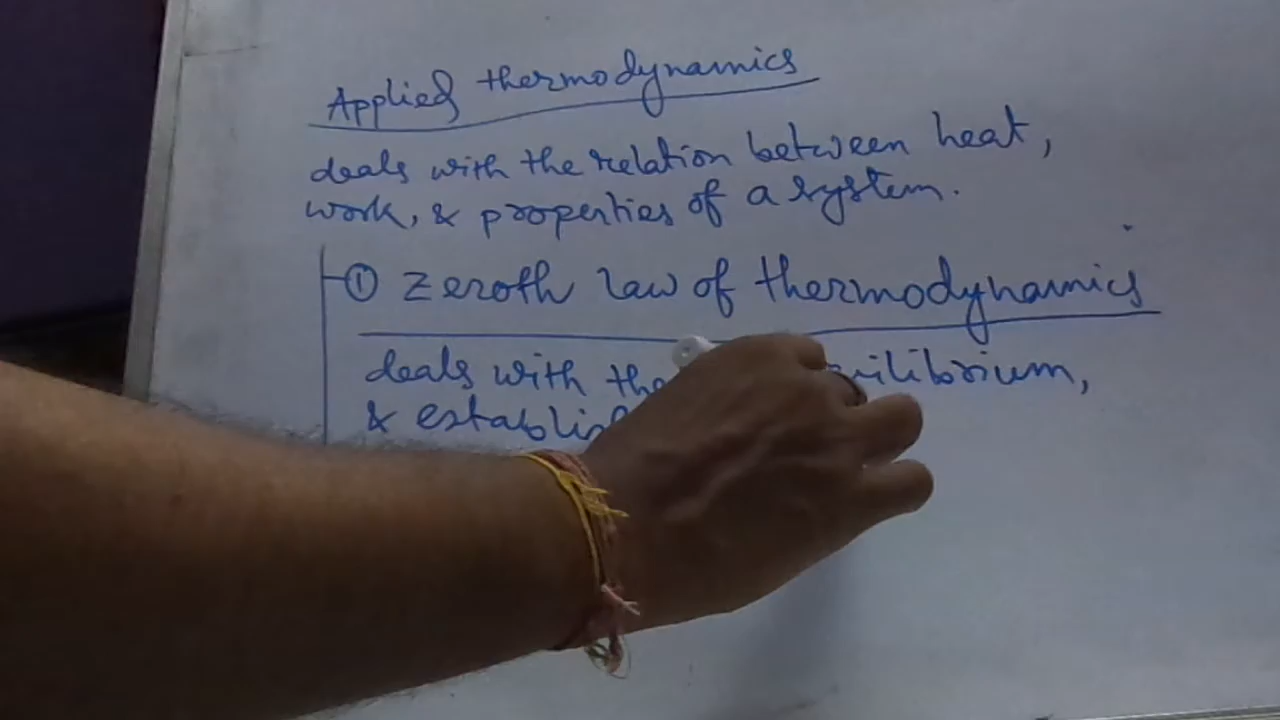 Applied thermodynamics
deals with the relation between heat,
work, & properties of a system.
① Zeroth law of thermodynamics
deals with the
&